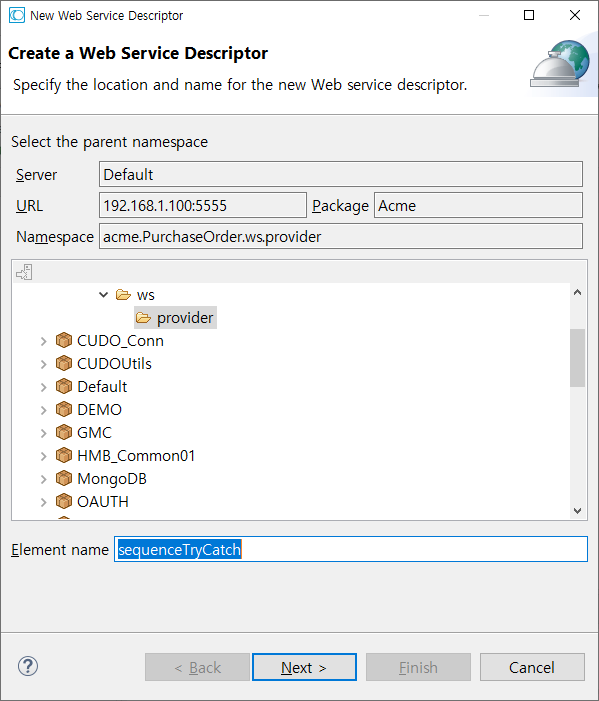 New Web Service Descriptor
Create a Web Service Descriptor
Specify the location and name for the new Web service descriptor.
Select the parent namespace
Server Default
URL 192.168.1.100:5555 Package Acme
Namespace acme.PurchaseOrder.ws.provider
ws
provider
CUDO_Conn
CUDOUtils
Default
DEMO
GMC
HMB_Common01
MongoDB
OAUTH
Element name sequenceTryCatch
? < Back Next > Finish Cancel